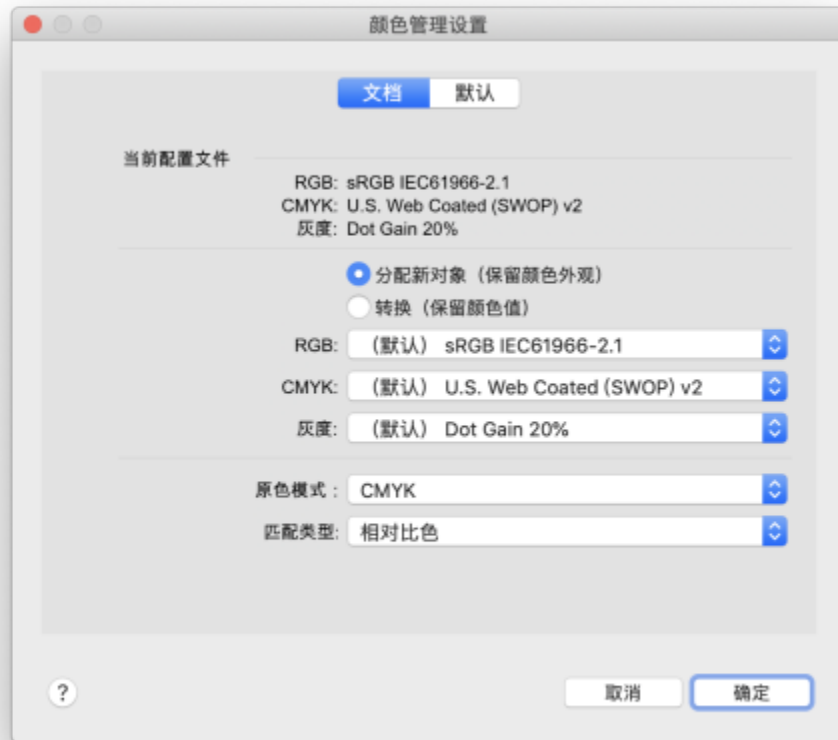 颜色管理设置
文档 默认
当前配置文件
RGB: sRGB IEC61966-2.1
CMYK: U.S. Web Coated (SWOP) v2
灰度: Dot Gain 20%
分配新对象（保留颜色外观）
转换（保留颜色值）
RGB: （默认） sRGB IEC61966-2.1
CMYK: （默认） U.S. Web Coated (SWOP) v2
灰度: （默认） Dot Gain 20%
原色模式： CMYK
匹配类型: 相对比色
? 取消 确定